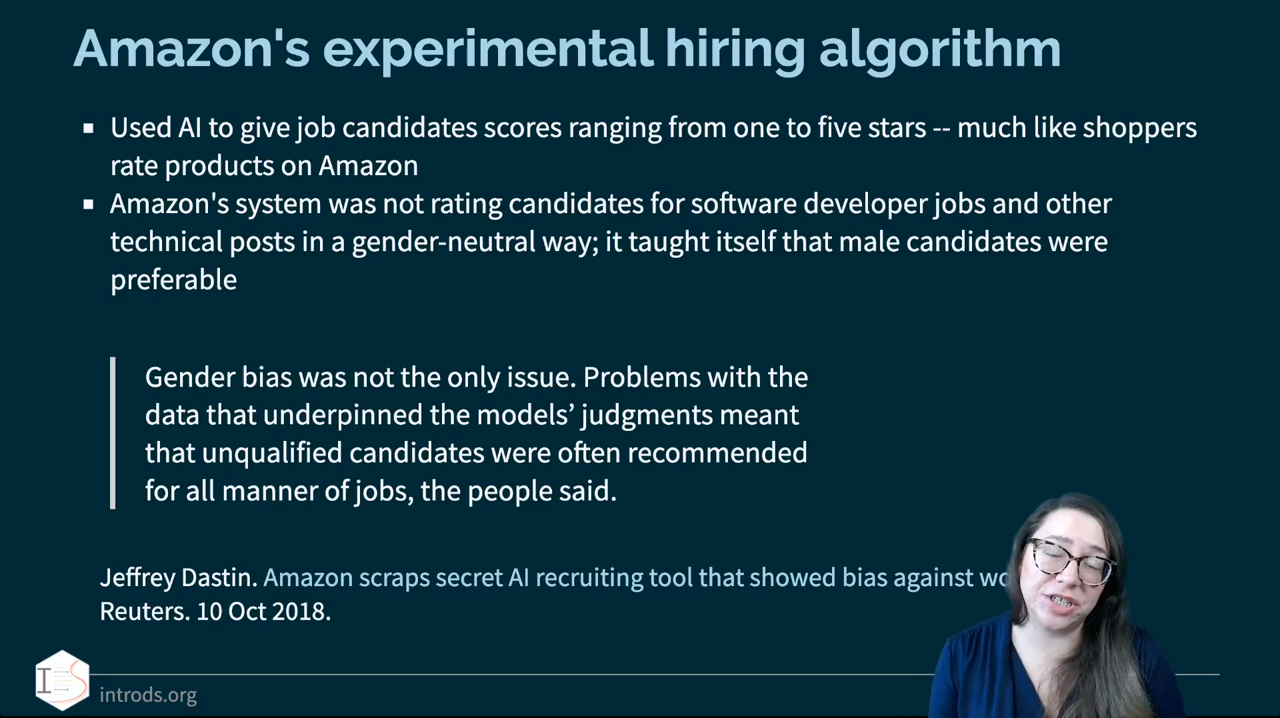 Amazon's experimental hiring algorithm
▪ Used AI to give job candidates scores ranging from one to five stars -- much like shoppers
rate products on Amazon
▪ Amazon's system was not rating candidates for software developer jobs and other
technical posts in a gender-neutral way; it taught itself that male candidates were
preferable
Gender bias was not the only issue. Problems with the
data that underpinned the models’ judgments meant
that unqualified candidates were often recommended
for all manner of jobs, the people said.
Jeffrey Dastin. Amazon scraps secret AI recruiting tool that showed bias against
Reuters. 10 Oct 2018.
introds.org